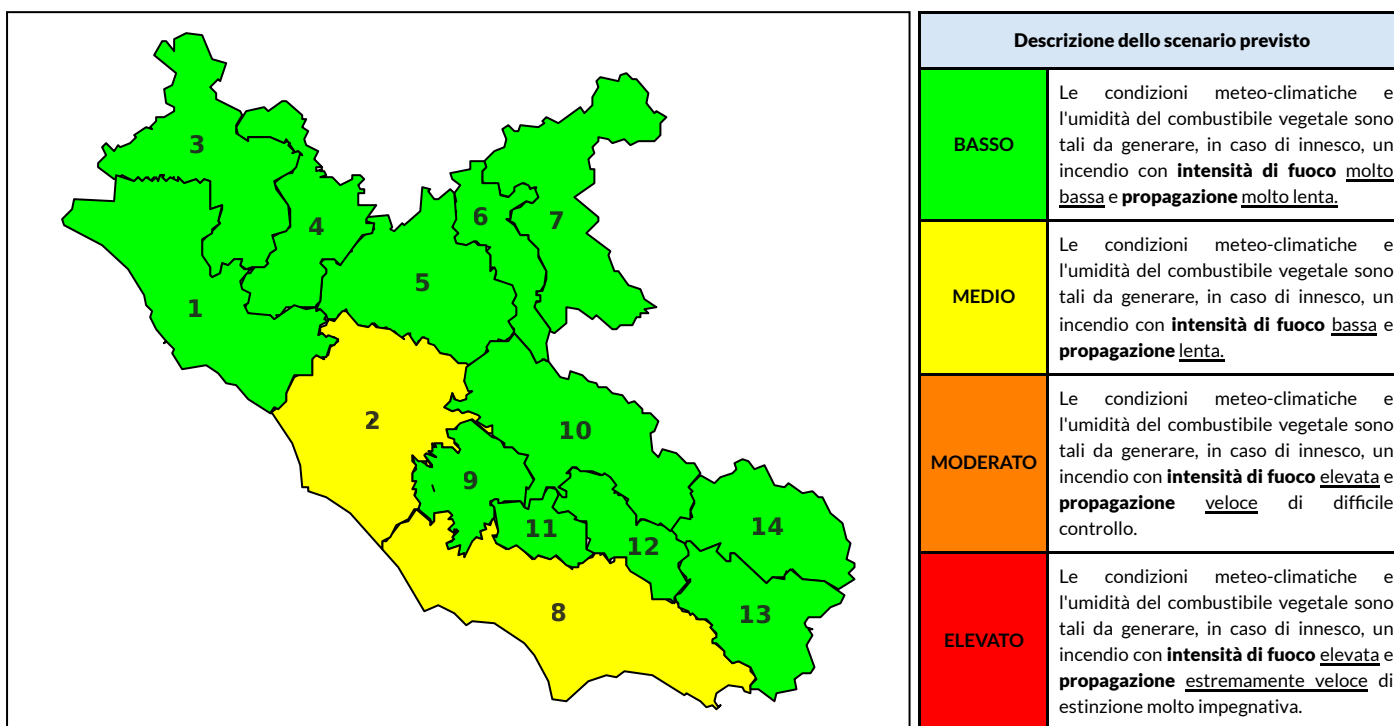 3
4
6
7
5
1
2
10
9
11
12
14
8
13
Descrizione dello scenario previsto
BASSO
Le condizioni meteo-climatiche e
l'umidità del combustibile vegetale sono
tali da generare, in caso di innesco, un
incendio con intensità di fuoco molto
bassa e propagazione molto lenta.
MEDIO
Le condizioni meteo-climatiche e
l'umidità del combustibile vegetale sono
tali da generare, in caso di innesco, un
incendio con intensità di fuoco bassa e
propagazione lenta.
MODERATO
Le condizioni meteo-climatiche e
l'umidità del combustibile vegetale sono
tali da generare, in caso di innesco, un
incendio con intensità di fuoco elevata e
propagazione veloce di difficile
controllo.
ELEVATO
Le condizioni meteo-climatiche e
l'umidità del combustibile vegetale sono
tali da generare, in caso di innesco, un
incendio con intensità di fuoco elevata e
propagazione estremamente veloce di
estinzione molto impegnativa.